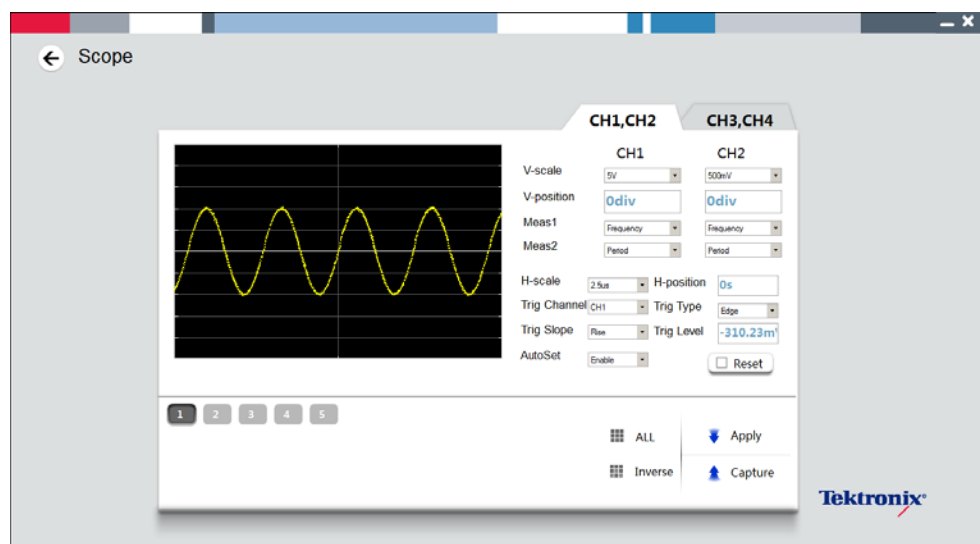 Scope
CH1,CH2 CH3,CH4
CH1 CH2
V-scale 5V 500mV
V-position 0div 0div
Meas1 Frequency Frequency
Meas2 Period Period
H-scale 2.5us H-position 0s
Trig Channel CH1 Trig Type Edge
Trig Slope Rise Trig Level -310.23m
AutoSet Enable Reset
1 2 3 4 5
ALL Apply
Inverse Capture
Tektronix